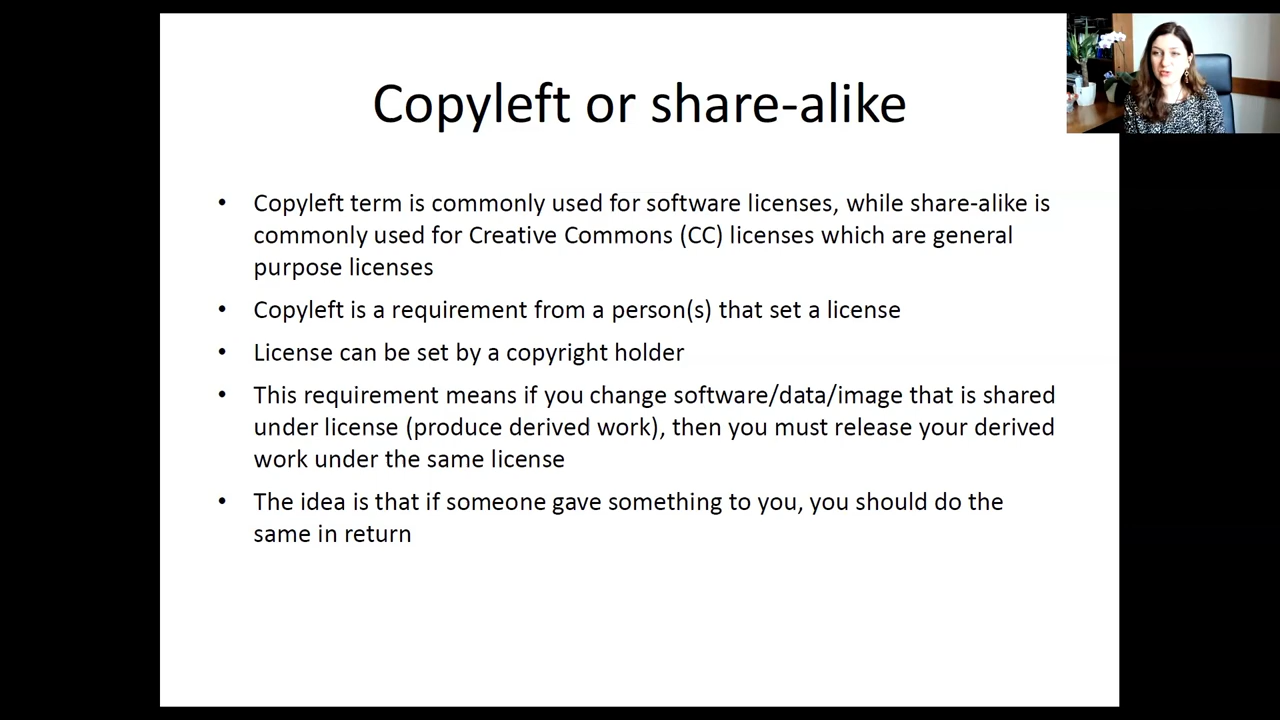 Copyleft or share-alike
• Copyleft term is commonly used for software licenses, while share-alike is
commonly used for Creative Commons (CC) licenses which are general
purpose licenses
• Copyleft is a requirement from a person(s) that set a license
• License can be set by a copyright holder
• This requirement means if you change software/data/image that is shared
under license (produce derived work), then you must release your derived
work under the same license
• The idea is that if someone gave something to you, you should do the
same in return